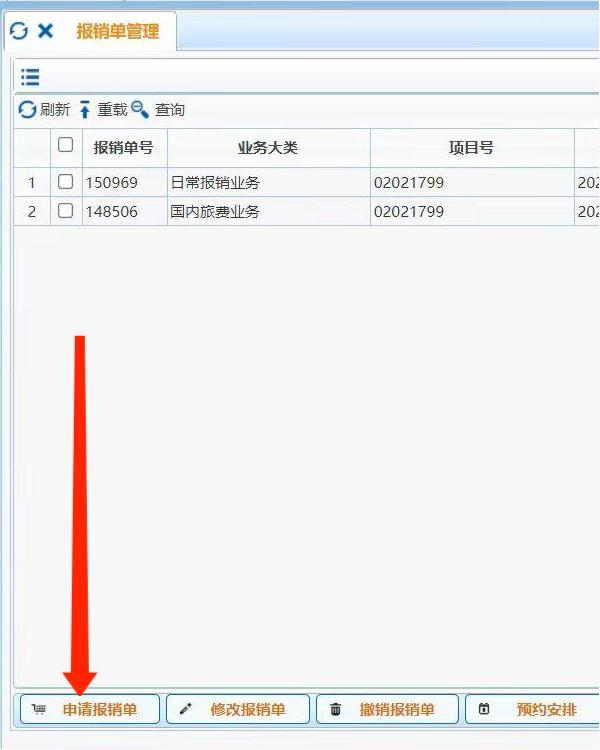 报销单管理
刷新 重载 查询
报销单号 业务大类 项目号
1 150969 日常报销业务 02021799 202
2 148506 国内旅费业务 02021799 202
申请报销单 修改报销单 撤销报销单 预约安排